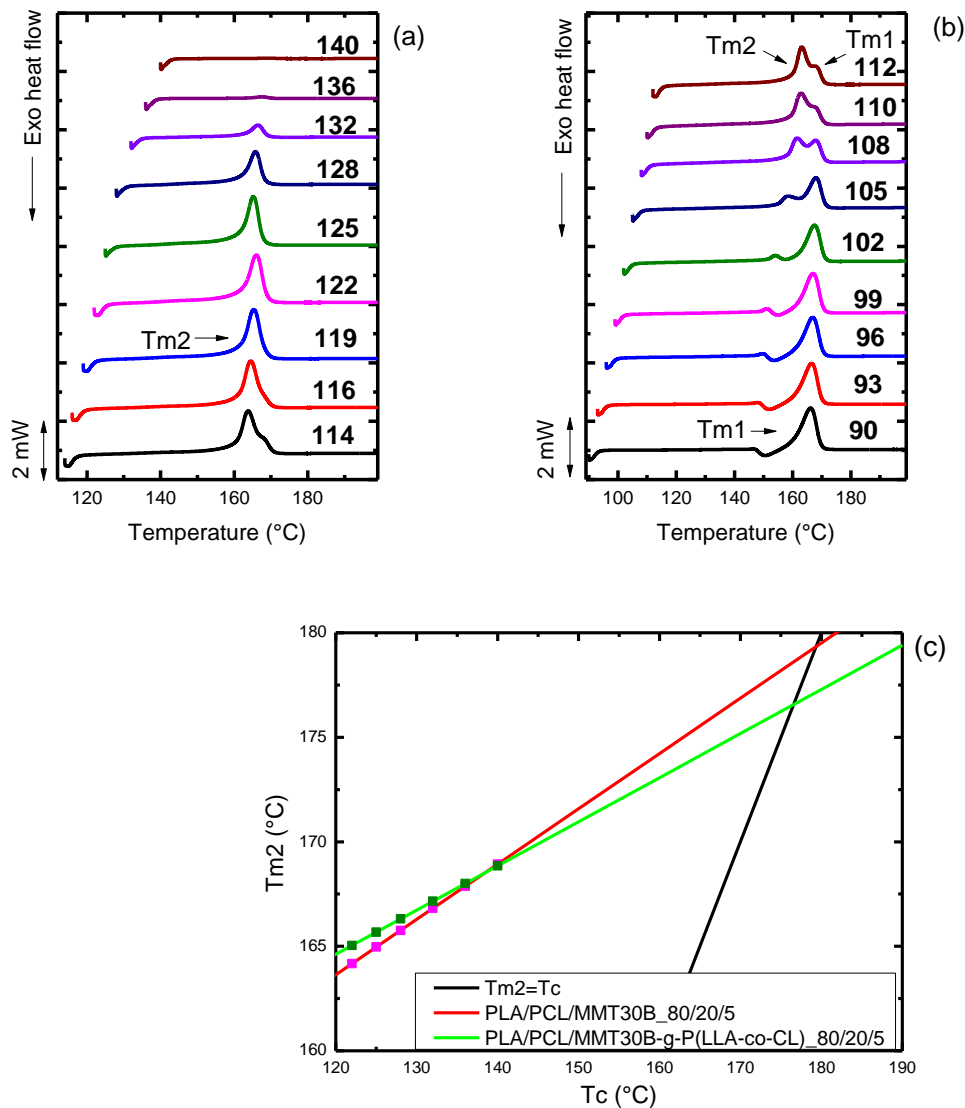 (a)
140
136
132
128
125
122
119
116
114
Tm2
Exo heat flow
2 mW
120 140 160 180
Temperature (°C)
(b)
Tm2 Tm1
112
110
108
105
102
99
96
93
90
Tm1
Exo heat flow
2 mW
100 120 140 160 180
Temperature (°C)
(c)
180
175
170
165
160
Tm2 (°C)
Tm2=Tc
PLA/PCL/MMT30B_80/20/5
PLA/PCL/MMT30B-g-P(LLA-co-CL)_80/20/5
120 130 140 150 160 170 180 190
Tc (°C)